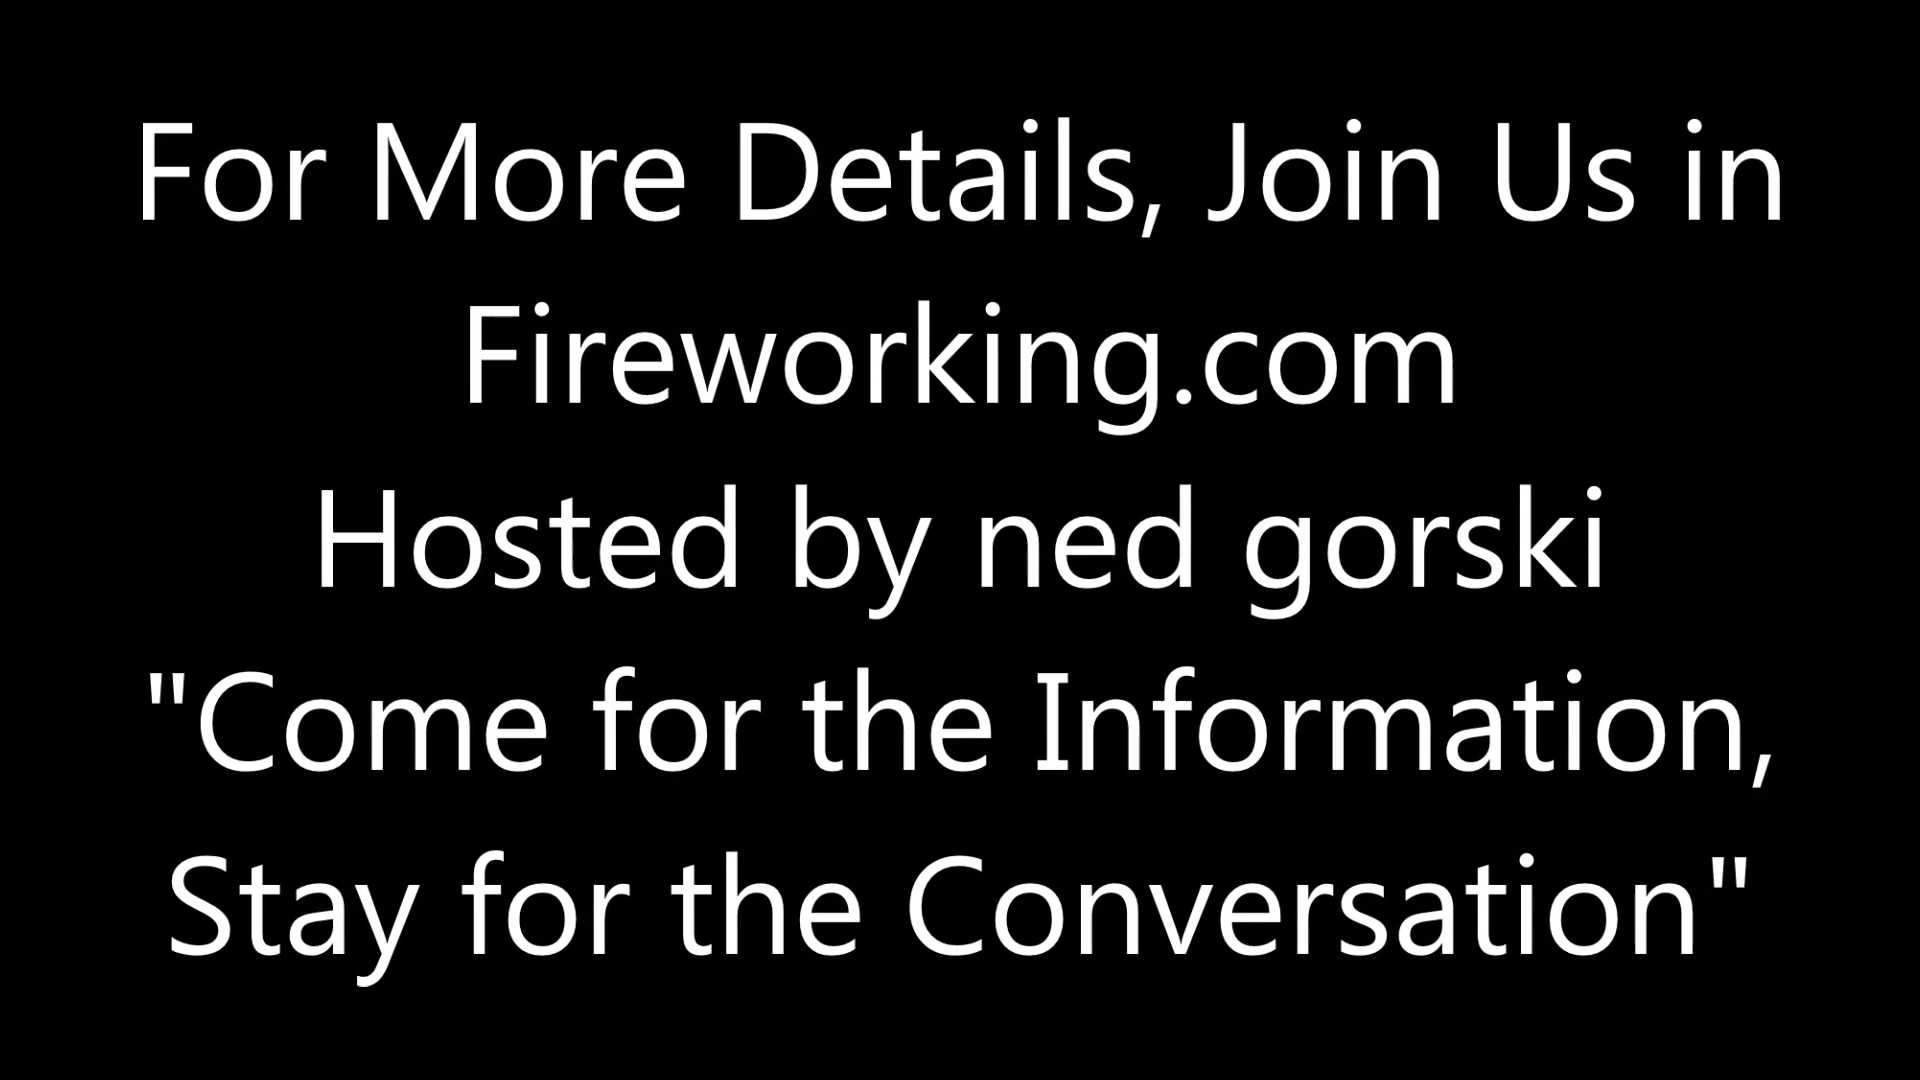 For More Details, Join Us in
Fireworking.com
Hosted by ned gorski
"Come for the Information,
Stay for the Conversation"